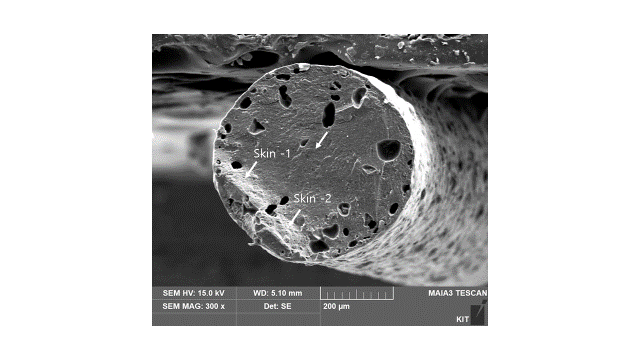 Skin -1
Skin -2
SEM HV: 15.0 kV
WD: 5.10 mm
MAIA3 TESCAN
SEM MAG: 300 x
Det: SE
200 µm
KIT